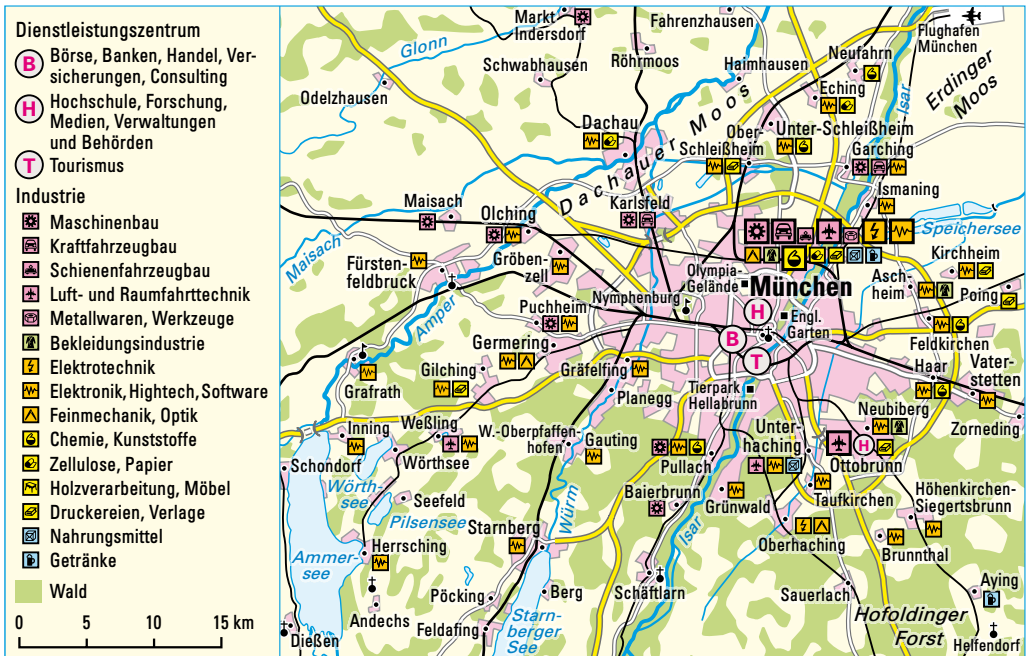 Dienstleistungszentrum
B Börse, Banken, Handel, Ver-
sicherungen, Consulting
H Hochschule, Forschung,
Medien, Verwaltungen
und Behörden
T Tourismus
Industrie
Maschinenbau
Kraftfahrzeugbau
Schienenfahrzeugbau
Luft- und Raumfahrttechnik
Metallwaren, Werkzeuge
Bekleidungsindustrie
Elektrotechnik
Elektronik, Hightech, Software
Feinmechanik, Optik
Chemie, Kunststoffe
Zellulose, Papier
Holzverarbeitung, Möbel
Druckereien, Verlage
Nahrungsmittel
Getränke
Wald
0 5 10 15 km
Markt
Indersdorf
Fahrenzhausen
Flughafen
München
Glonn
Schwabhausen
Röhrmoos
Haimhausen
Neufahrn
Odelzhausen
Eching
Isar
Erdinger
Moos
Dachau
Dachauer Moos
Ober-
Schleißheim
Unter-Schleißheim
Garching
Ismaning
Maisach
Olching
Karlsfeld
Speichersee
Maisach
Fürsten-
feldbruck
Gröben-
zell
Olympia-
Gelände
München
Kirchheim
Asch-
heim
Poing
Amper
Nymphenburg
H
Engl.
Garten
Puchheim
B
Feldkirchen
Germering
T
Haar
Vater-
stetten
Grafrath
Gilching
Gräfelfing
Planegg
Tierpark
Hellabrunn
Neubiberg
Zorneding
Inning
Weßling
W.-Oberpfaffen-
hofen
Gauting
Unter-
haching
H
Ottobrunn
Schondorf
Wörthsee
Pullach
Wörth-
see
Seefeld
Pilsensee
Würm
Baierbrunn
Grünwald
Taufkirchen
Höhenkirchen-
Siegertsbrunn
Starnberg
Isar
Oberhaching
Brunnthal
Ammer-
see
Herrsching
Aying
Pöcking
Berg
Schäftlarn
Sauerlach
Andechs
Starn-
berger
See
Hofoldinger
Forst
Dießen
Feldafing
Helfendorf